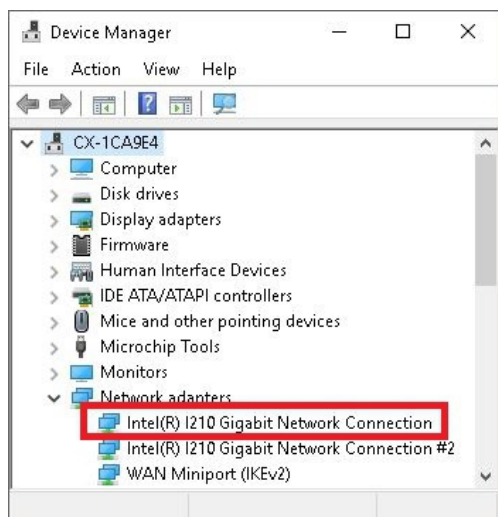 Device Manager
File Action View Help
CX-1CA9E4
Computer
Disk drives
Display adapters
Firmware
Human Interface Devices
IDE ATA/ATAPI controllers
Mice and other pointing devices
Microchip Tools
Monitors
Network adapters
Intel(R) I210 Gigabit Network Connection
Intel(R) I210 Gigabit Network Connection #2
WAN Miniport (IKEv2)